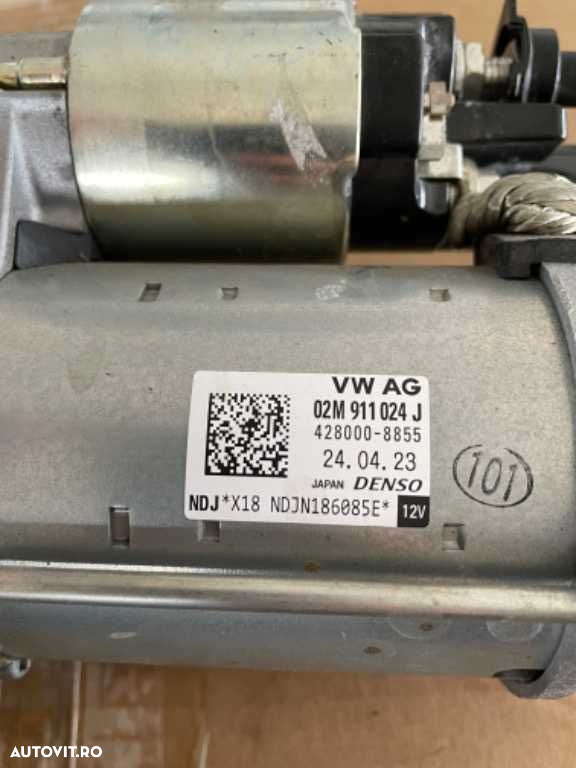 VW AG
02M 911 024 J
428000-8855
24.04.23
JAPAN DENSO
NDJ*X18 NDJN186085E* 12V
101
AUTOVIT.RO